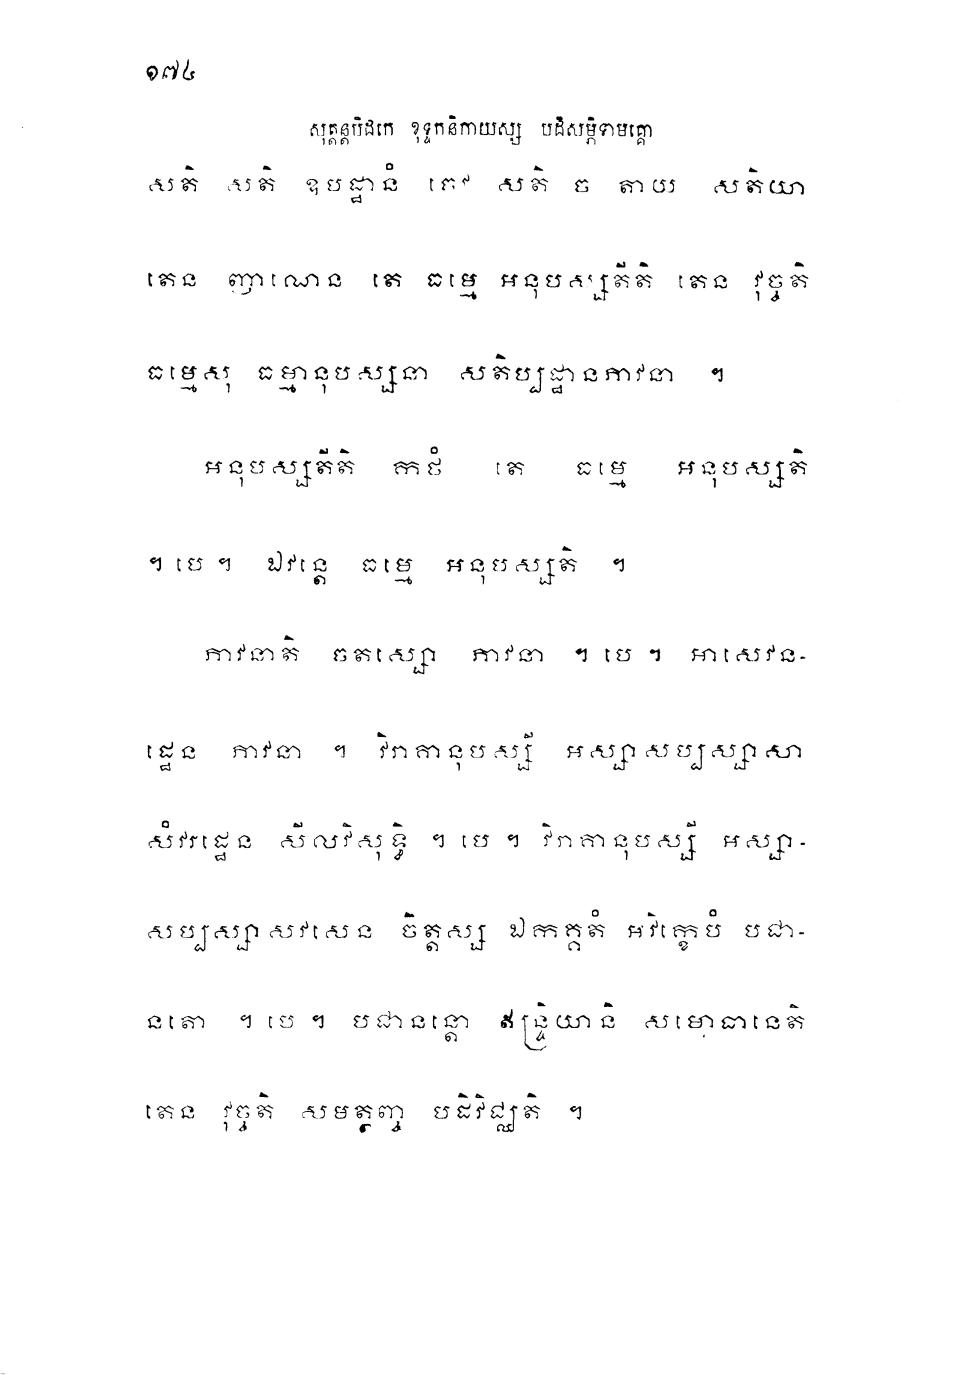 ១៧៤
សុត្តន្តបិដកេ ខុទ្ទកនិកាយស្ស បដិសម្ភិទាមគ្គោ
សតិ សតិ ឧបដ្ឋានំ ចេវ សតិ ច តាយ សតិយា
តេន ញាណេន តេ ធម្មេ អនុបស្សតីតិ តេន វុច្ចតិ
ធម្មេសុ ធម្មានុបស្សនា សតិប្បដ្ឋានភាវនា ។
អនុបស្សតីតិ កថំ តេ ធម្មេ អនុបស្សតិ
។ បេ ។ ឯវន្តេ ធម្មេ អនុបស្សតិ ។
ភាវនាតិ ចតស្សោ ភាវនា ។ បេ ។ អាសេវន-
ដ្ឋេន ភាវនា ។ វិរាគានុបស្សី អស្សាសប្បស្សាសា
សំវរដ្ឋេន សីលវិសុទ្ធិ ។ បេ ។ វិរាគានុបស្សី អស្សា-
សប្បស្សាសវសេន ចិត្តស្ស ឯកគ្គតំ អវិក្ខេបំ បជា-
នតោ ។ បេ ។ បជានន្តោ ឥន្ទ្រិយានិ សមោធានេតិ
តេន វុច្ចតិ សមត្ថញ្ច បដិវិជ្ឈតិ ។